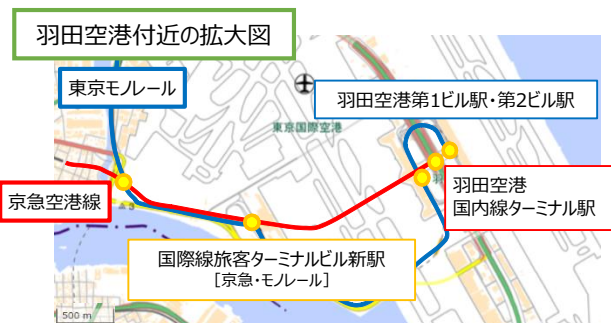 羽田空港付近の拡大図
東京モノレール
羽田空港第1ビル駅・第2ビル駅
東京国際空港
京急空港線
羽田空港
国内線ターミナル駅
国際線旅客ターミナルビル新駅
[京急・モノレール]
500 m